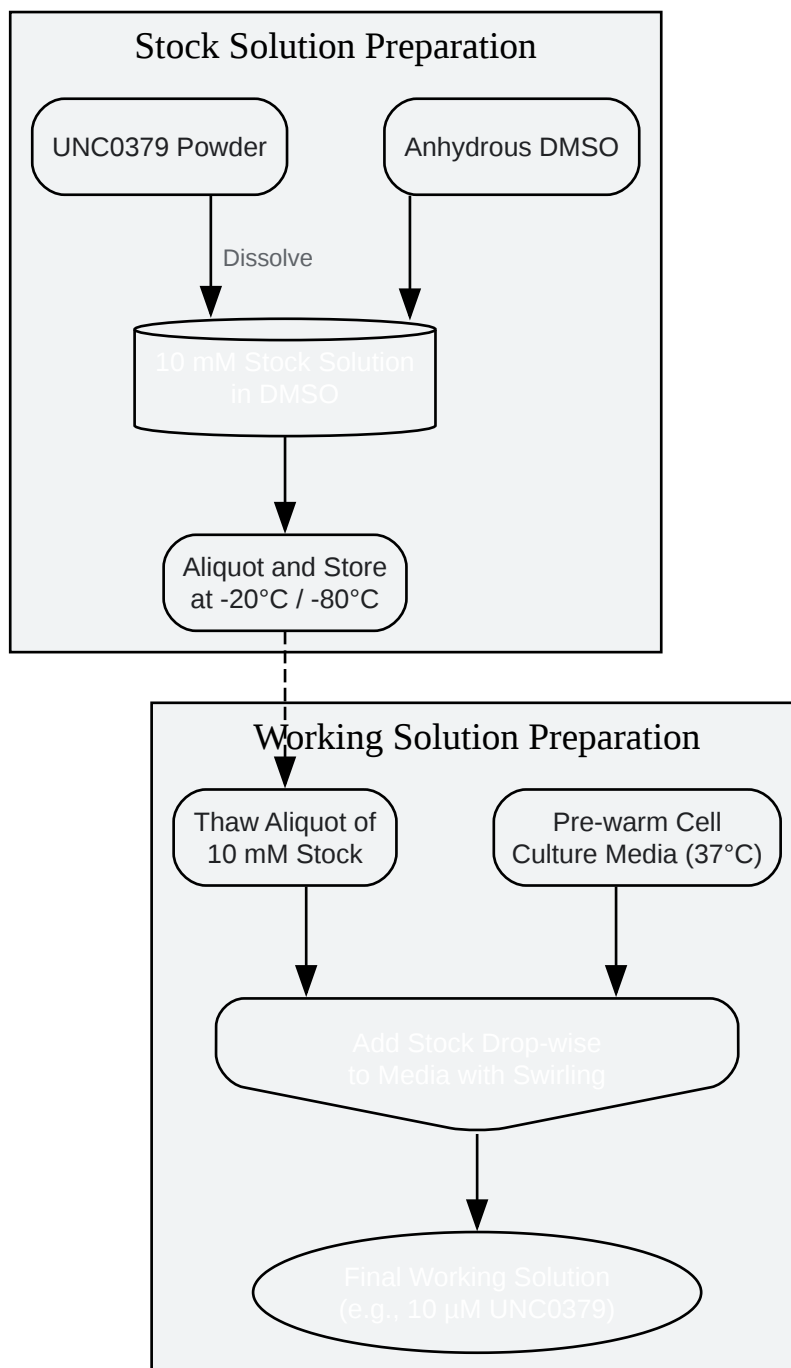 Stock Solution Preparation
UNC0379 Powder
Anhydrous DMSO
Dissolve
10 mM Stock Solution
in DMSO
Aliquot and Store
at -20°C / -80°C
Working Solution Preparation
Thaw Aliquot of
10 mM Stock
Pre-warm Cell
Culture Media (37°C)
Add Stock Drop-wise
to Media with Swirling
Final Working Solution
(e.g., 10 µM UNC0379)